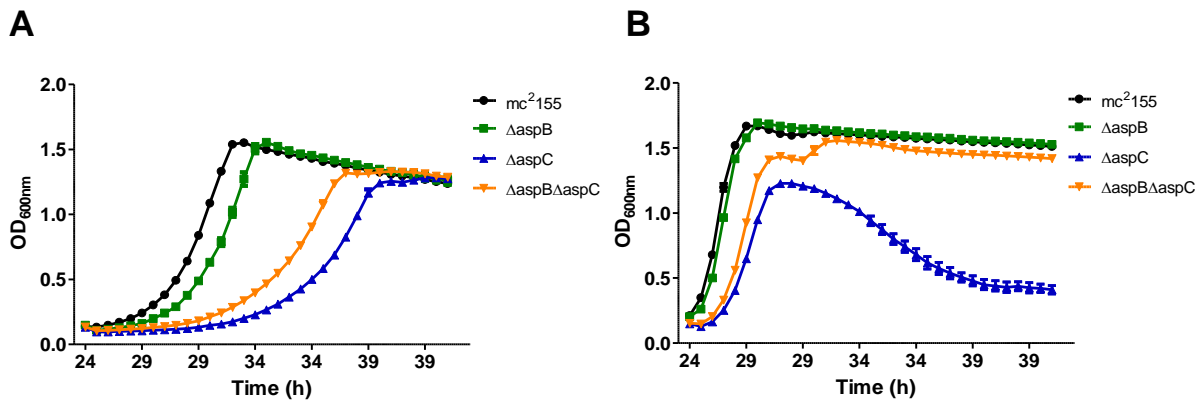 A
OD600nm
2.0
1.5
1.0
0.5
0.0
24 29 29 34 34 39 39
Time (h)
mc²155
ΔaspB
ΔaspC
ΔaspBΔaspC
B
OD600nm
2.0
1.5
1.0
0.5
0.0
24 29 29 34 34 39 39
Time (h)
mc²155
ΔaspB
ΔaspC
ΔaspBΔaspC